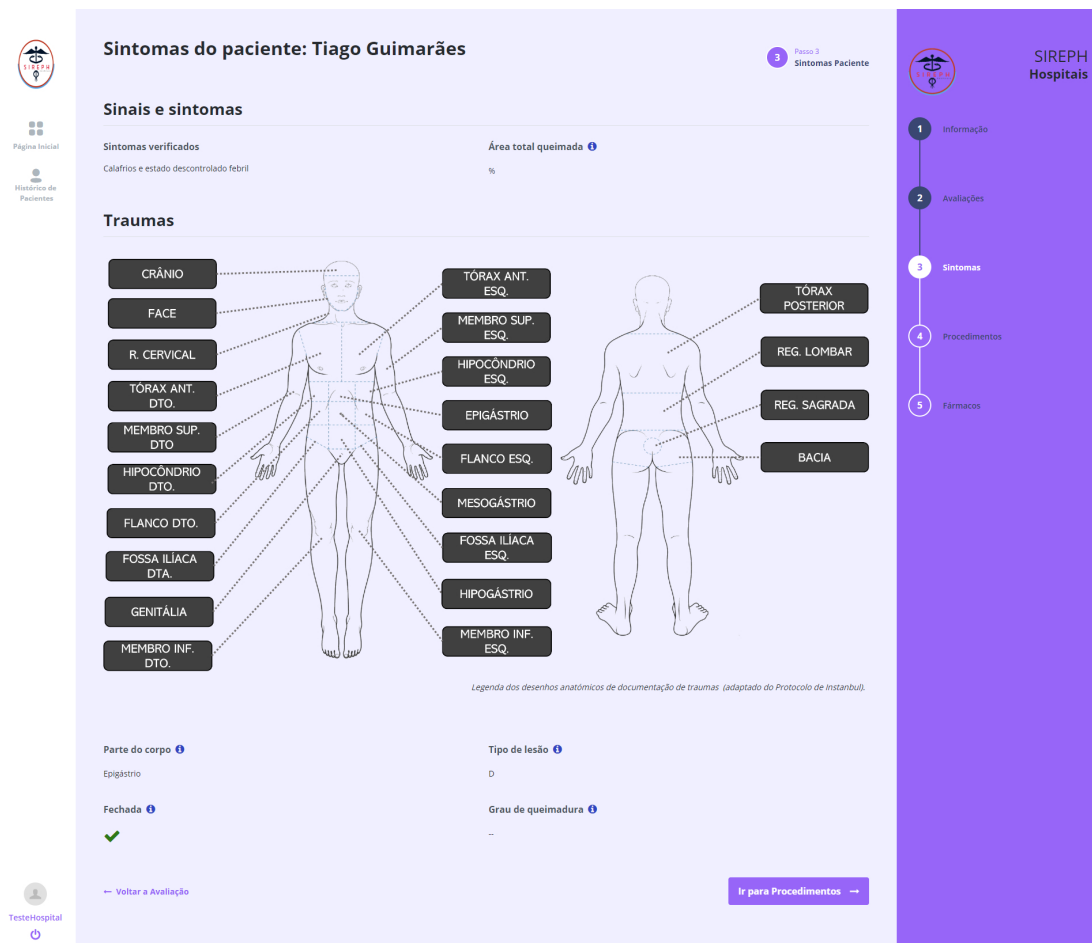 SIREPH
Página Inicial
Histórico de
Pacientes
TesteHospital
Sintomas do paciente: Tiago Guimarães
3
Passo 3
Sintomas Paciente
Sinais e sintomas
Sintomas verificados
Calafrios e estado descontrolado febril
Área total queimada
%
Traumas
CRÂNIO
FACE
R. CERVICAL
TÓRAX ANT.
DTO.
MEMBRO SUP.
DTO
HIPOCÔNDRIO
DTO.
FLANCO DTO.
FOSSA ILÍACA
DTA.
GENITÁLIA
MEMBRO INF.
DTO.
TÓRAX ANT.
ESQ.
MEMBRO SUP.
ESQ.
HIPOCÔNDRIO
ESQ.
EPIGÁSTRIO
FLANCO ESQ.
MESOGÁSTRIO
FOSSA ILÍACA
ESQ.
HIPOGÁSTRIO
MEMBRO INF.
ESQ.
TÓRAX
POSTERIOR
REG. LOMBAR
REG. SAGRADA
BACIA
Legenda dos desenhos anatómicos de documentação de traumas (adaptado do Protocolo de Instanbul).
Parte do corpo
Epigástrio
Tipo de lesão
D
Fechada
Grau de queimadura
--
← Voltar a Avaliação
Ir para Procedimentos →
SIREPH
SIREPH
Hospitais
1 Informação
2 Avaliações
3 Sintomas
4 Procedimentos
5 Fármacos